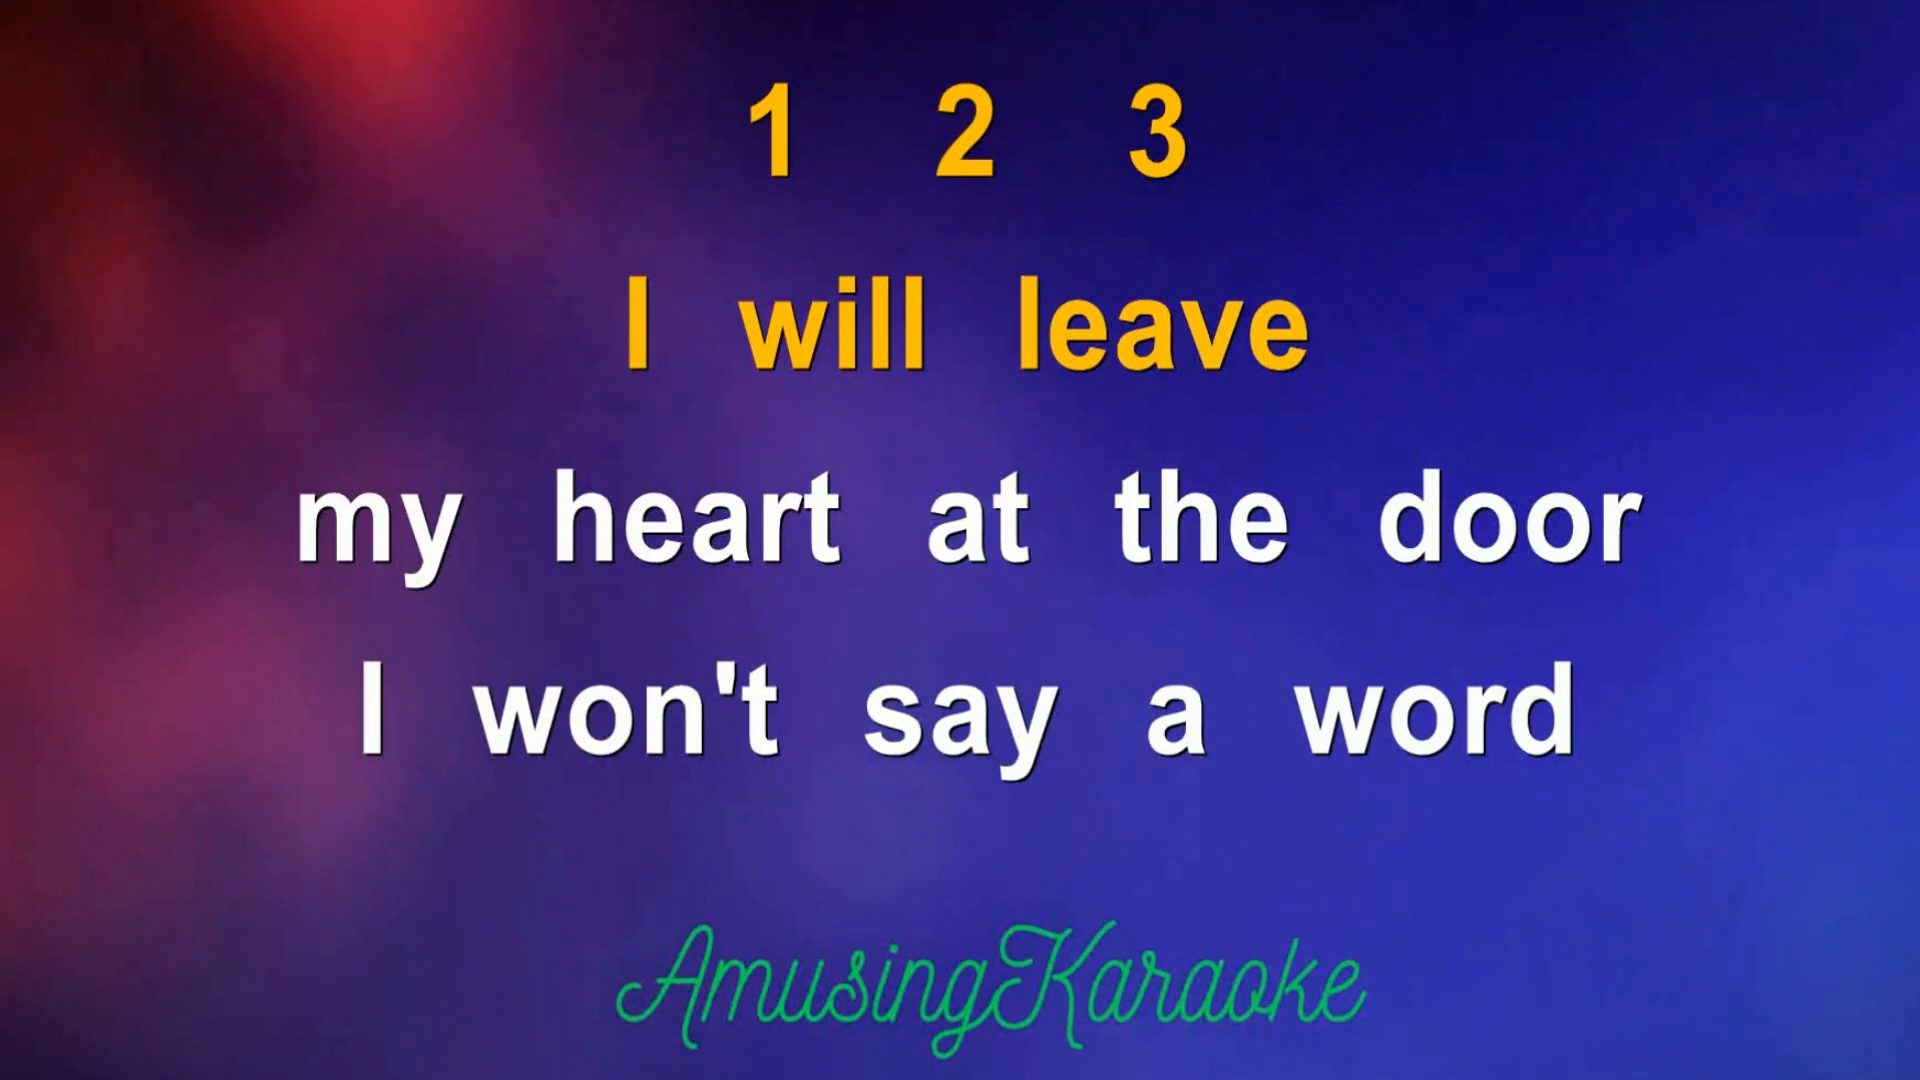 1 2 3
I will leave
my heart at the door
I won't say a word
AmusingKaraoke